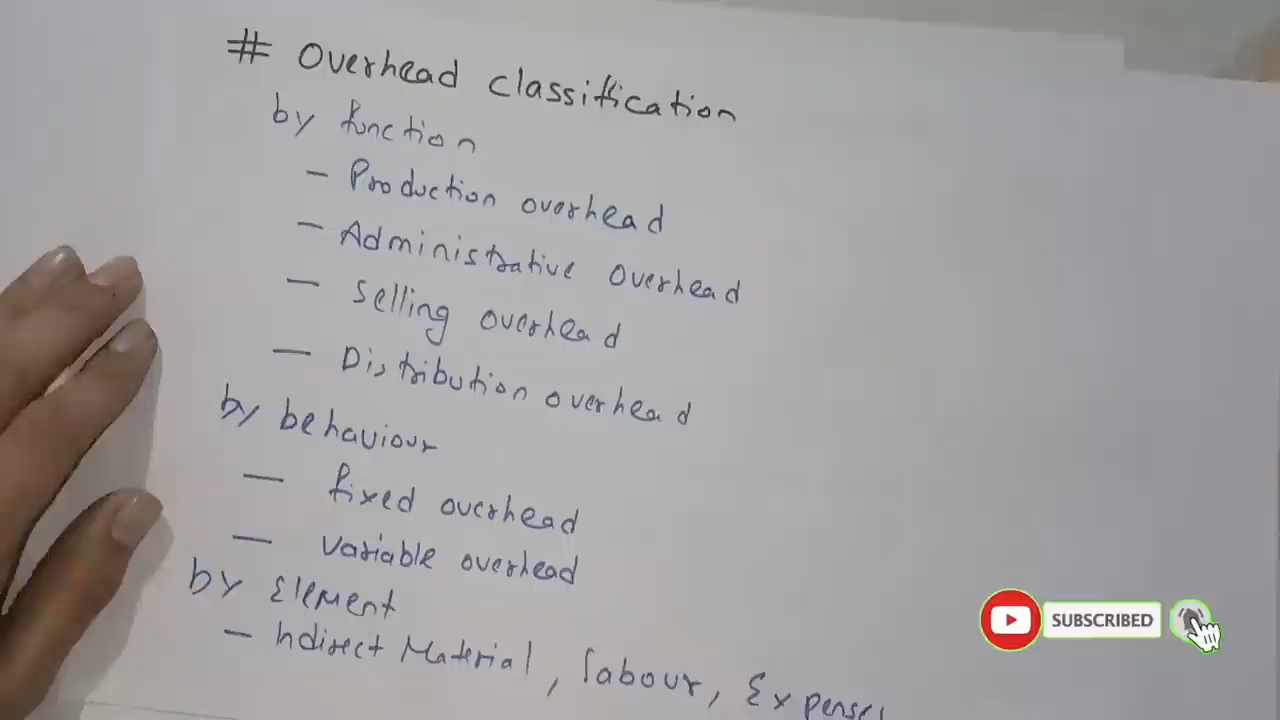 # Overhead classification
by function
- Production overhead
- Administrative overhead
- Selling overhead
- Distribution overhead
by behaviour
- fixed overhead
- variable overhead
by Element
- Indirect Material, labour, Expenses
SUBSCRIBED